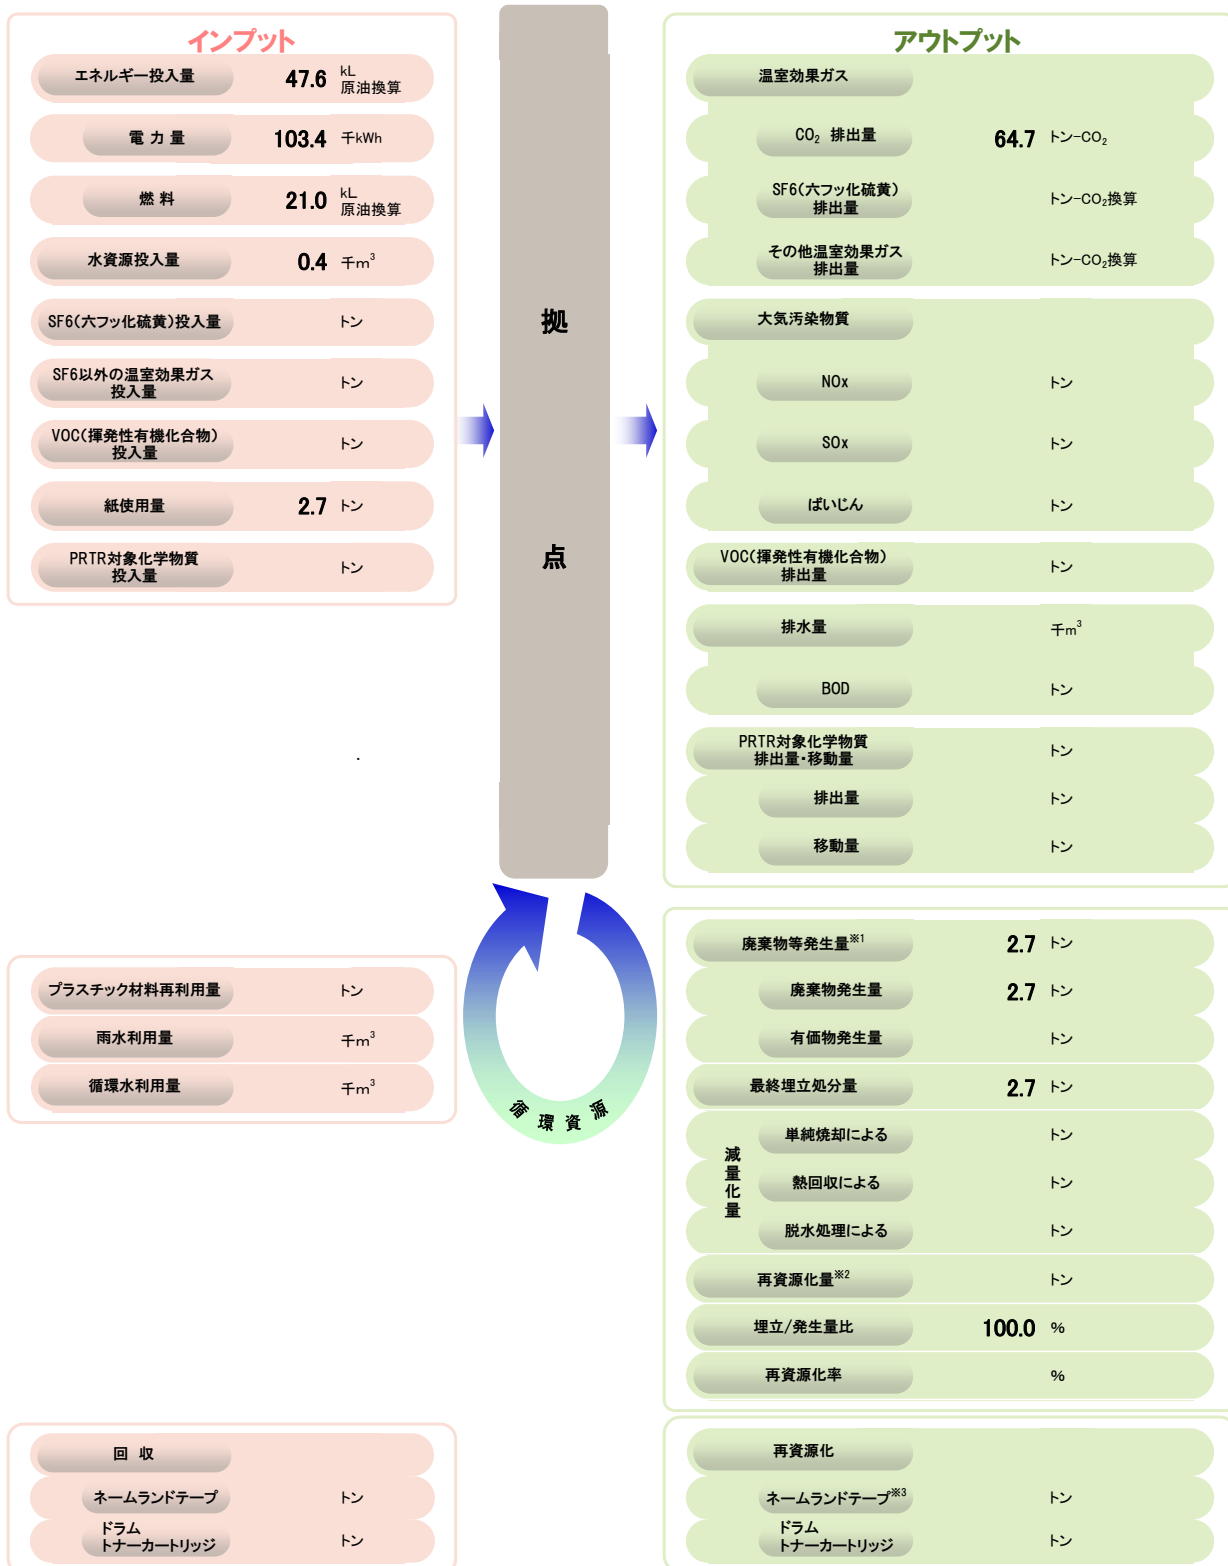 インプット
エネルギー投入量 47.6 kL
原油換算
電 力 量 103.4 千kWh
燃 料 21.0 kL
原油換算
水資源投入量 0.4 千m³
SF6(六フッ化硫黄)投入量 トン
SF6以外の温室効果ガス
投入量 トン
VOC(揮発性有機化合物)
投入量 トン
紙使用量 2.7 トン
PRTR対象化学物質
投入量 トン
拠
点
アウトプット
温室効果ガス
CO₂ 排出量 64.7 トン-CO₂
SF6(六フッ化硫黄)
排出量 トン-CO₂換算
その他温室効果ガス
排出量 トン-CO₂換算
大気汚染物質
NOx トン
SOx トン
ばいじん トン
VOC(揮発性有機化合物)
排出量 トン
排水量 千m³
BOD トン
PRTR対象化学物質
排出量・移動量 トン
排出量 トン
移動量 トン
プラスチック材料再利用量 トン
雨水利用量 千m³
循環水利用量 千m³
循環資源
廃棄物等発生量※1 2.7 トン
廃棄物発生量 2.7 トン
有価物発生量 トン
最終埋立処分量 2.7 トン
減量化量
単純焼却による トン
熱回収による トン
脱水処理による トン
再資源化量※2 トン
埋立/発生量比 100.0 %
再資源化率 %
回 収
ネームランドテープ トン
ドラム
トナーカートリッジ トン
再資源化
ネームランドテープ※3 トン
ドラム
トナーカートリッジ トン